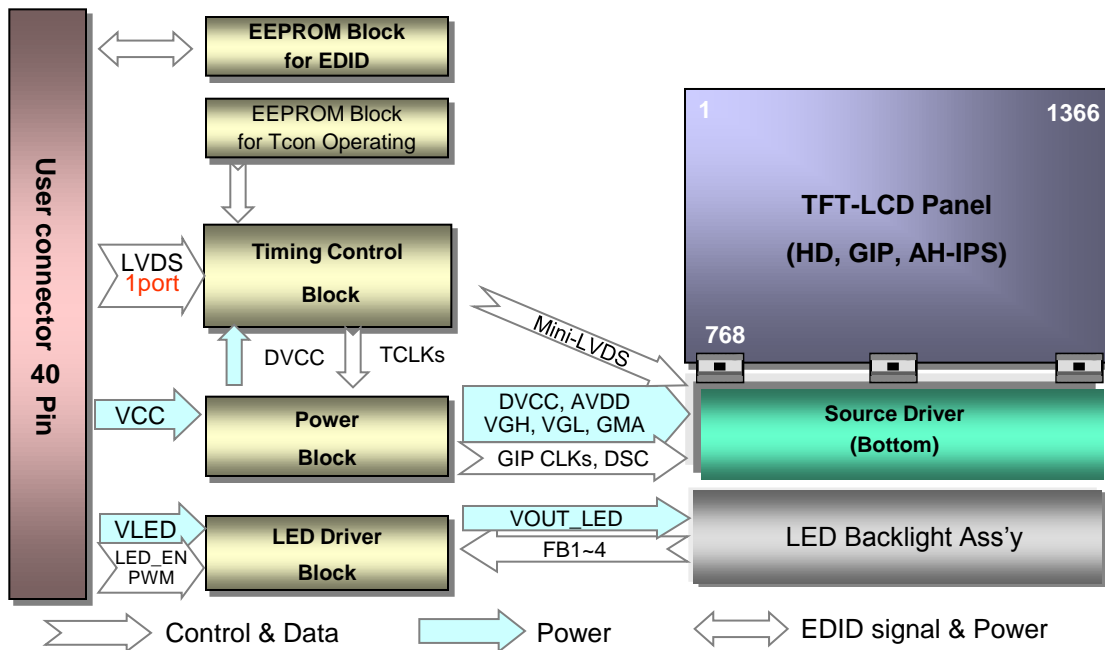 User connector 40 Pin
EEPROM Block
for EDID
EEPROM Block
for Tcon Operating
LVDS
1port
Timing Control
Block
DVCC
TCLKs
Mini-LVDS
VCC
Power
Block
DVCC, AVDD
VGH, VGL, GMA
GIP CLKs, DSC
VLED
LED_EN
PWM
LED Driver
Block
VOUT_LED
FB1~4
1
1366
TFT-LCD Panel
(HD, GIP, AH-IPS)
768
Source Driver
(Bottom)
LED Backlight Ass'y
Control & Data
Power
EDID signal & Power